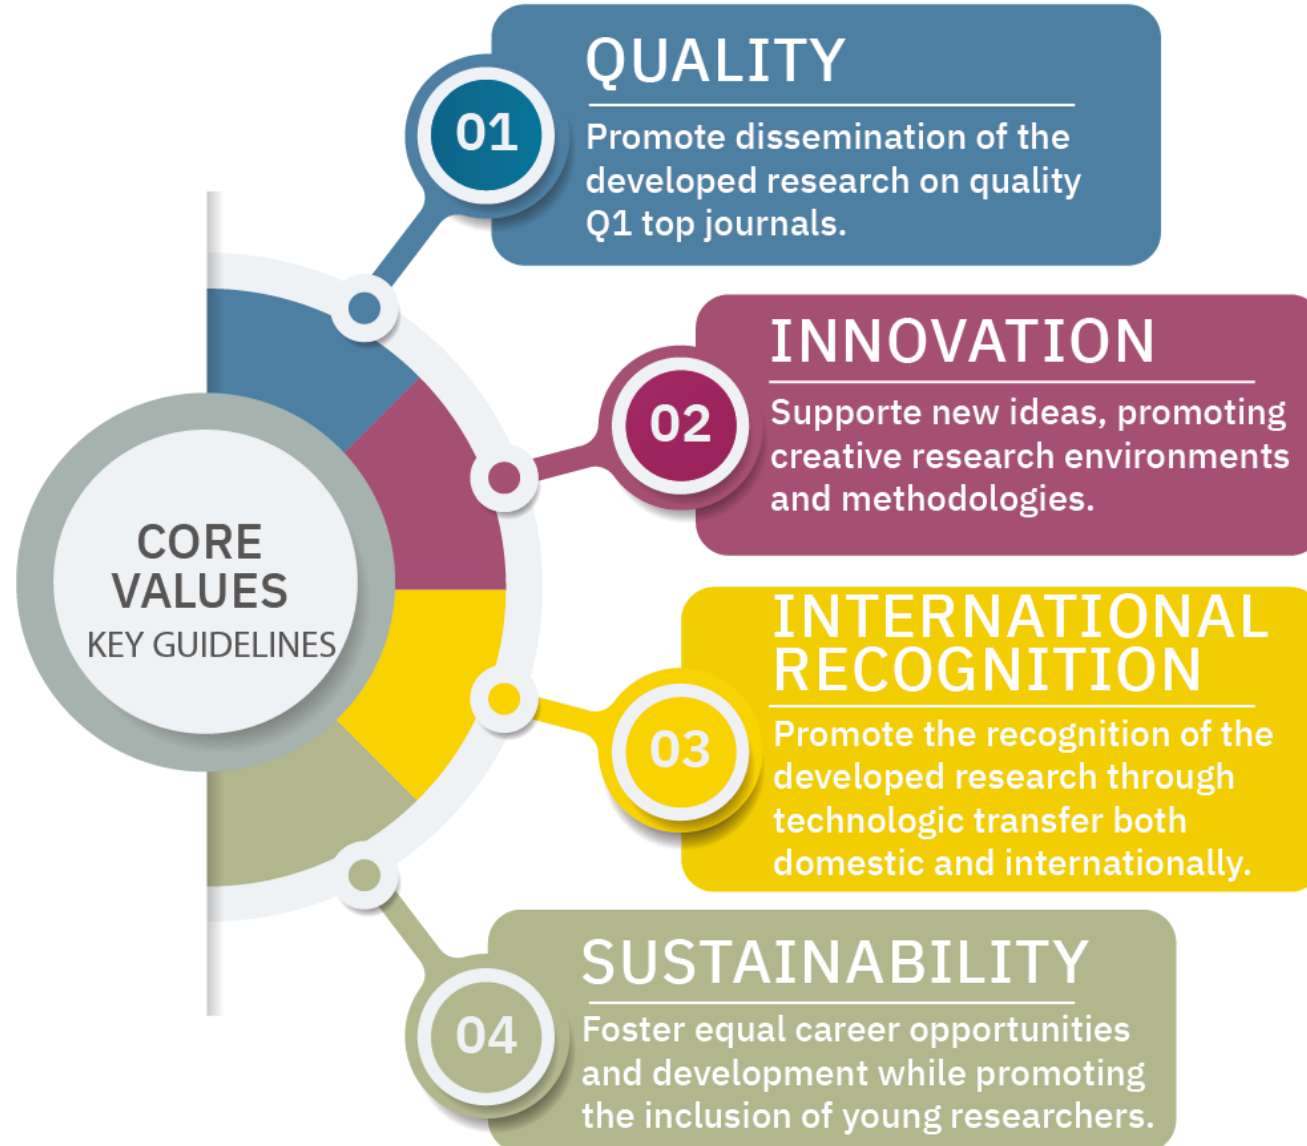 CORE
VALUES
KEY GUIDELINES
01
QUALITY
Promote dissemination of the
developed research on quality
Q1 top journals.
02
INNOVATION
Supporte new ideas, promoting
creative research environments
and methodologies.
03
INTERNATIONAL
RECOGNITION
Promote the recognition of the
developed research through
technologic transfer both
domestic and internationally.
04
SUSTAINABILITY
Foster equal career opportunities
and development while promoting
the inclusion of young researchers.